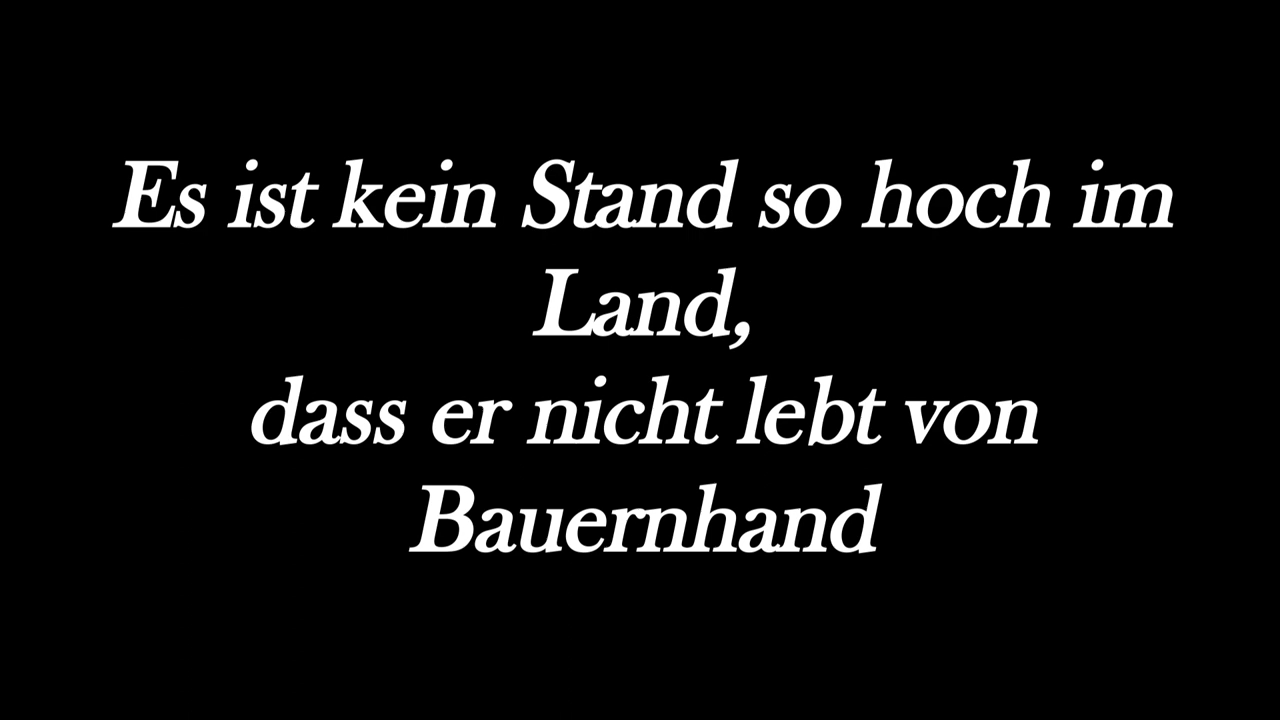 Es ist kein Stand so hoch im
Land,
dass er nicht lebt von
Bauernhand